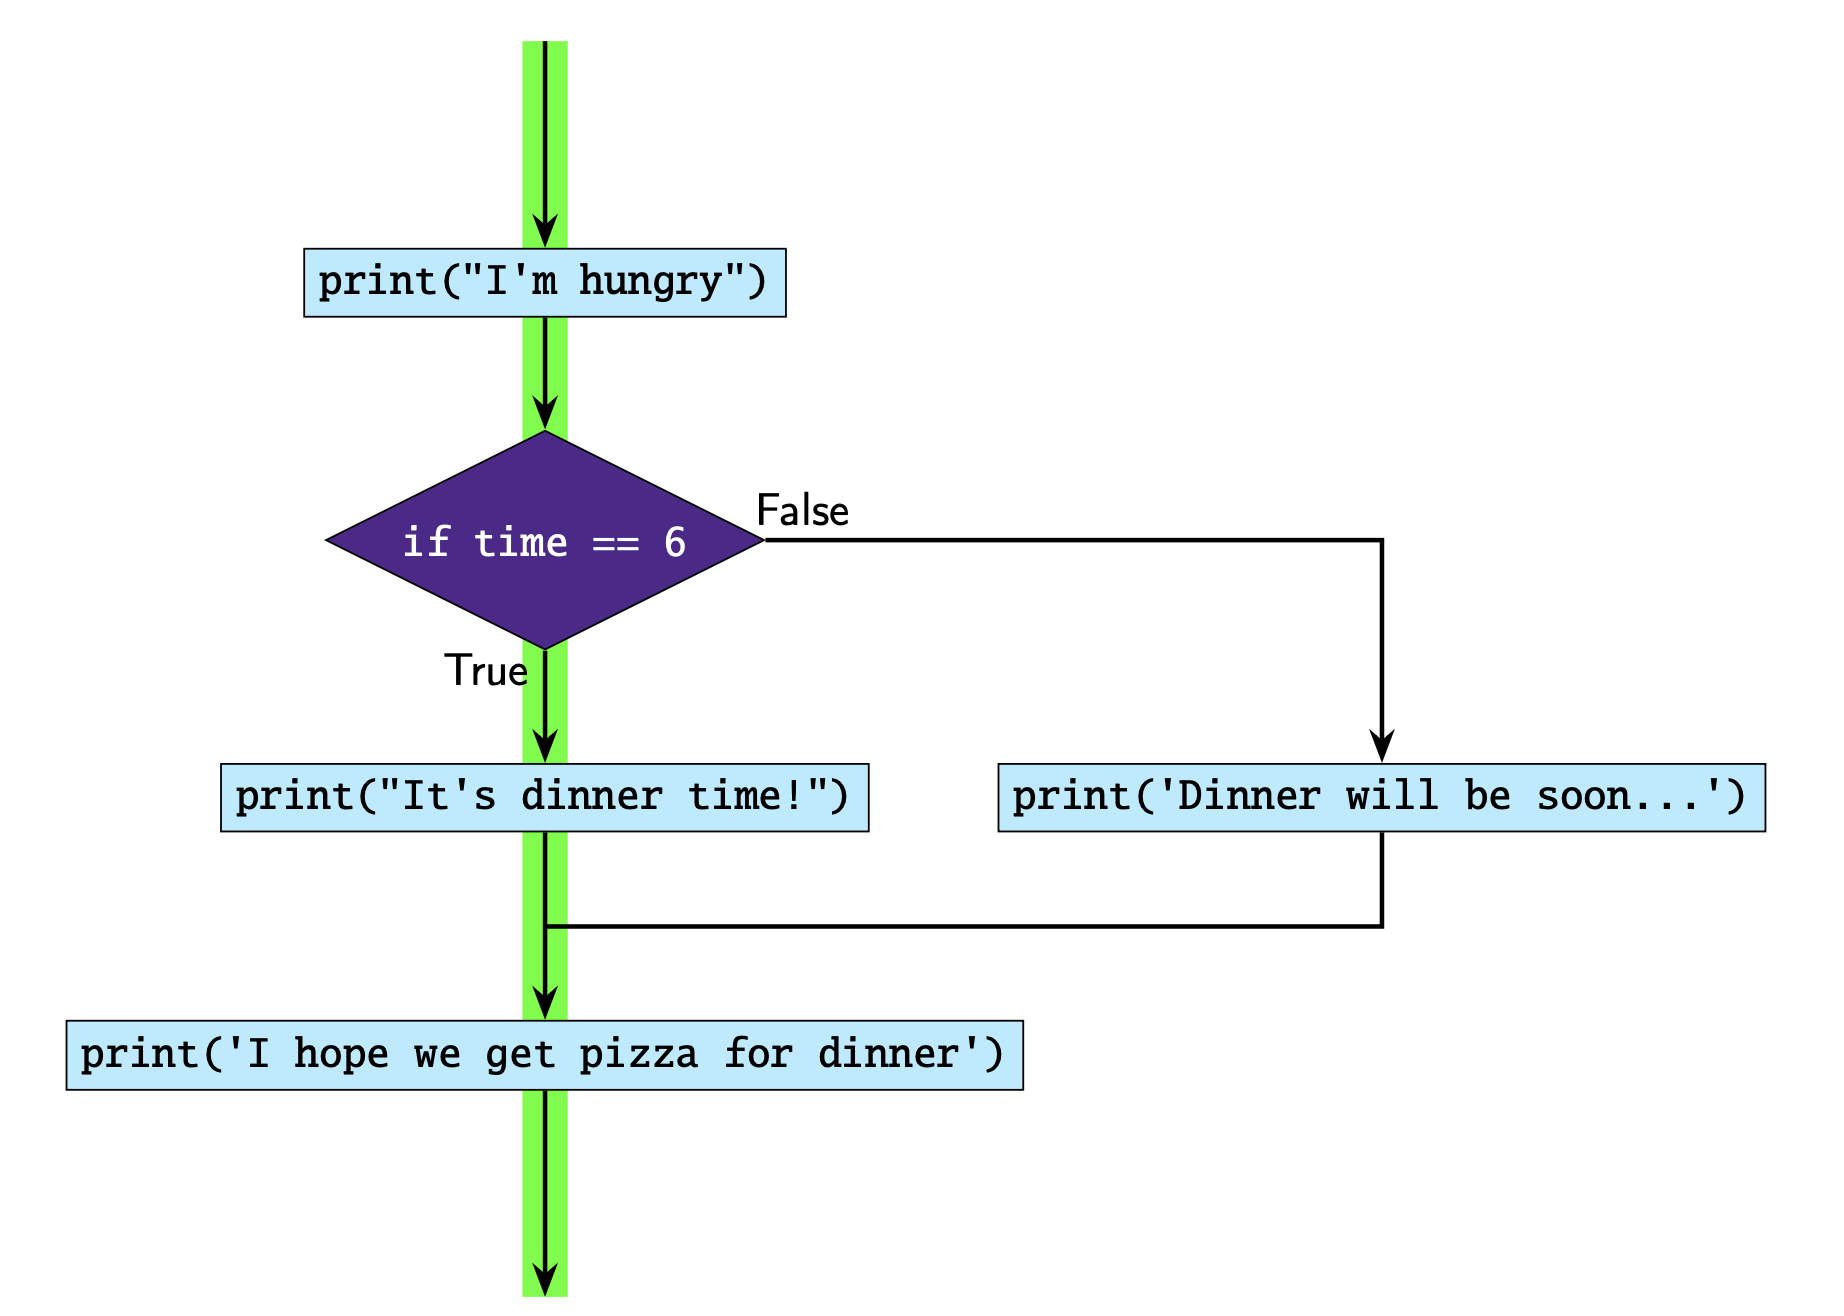 print("I'm hungry")
if time == 6
False
True
print("It's dinner time!")
print('Dinner will be soon...')
print('I hope we get pizza for dinner')